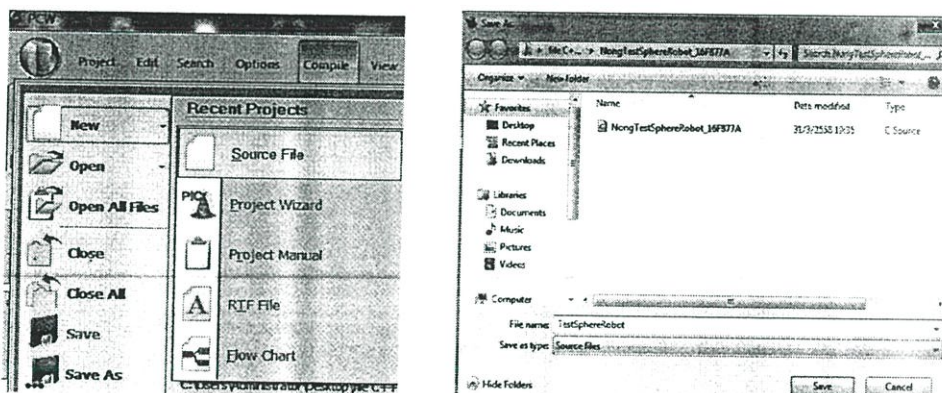 PCW
Project Edit Search Options Compile View
New
Open
Open All Files
Close
Close All
Save
Save As
Recent Projects
Source File
Project Wizard
Project Manual
RTF File
Flow Chart
Save As
NongTestSphereRobot_16F877A
Search NongTestSphereRobot_...
Organize New folder
Favorites
Desktop
Recent Places
Downloads
Libraries
Documents
Music
Pictures
Videos
Computer
Name Date modified Type
NongTestSphereRobot_16F877A 31/3/2558 19:35 C Source
File name: TestSphereRobot
Save as type: Source Files
Hide Folders
Save Cancel